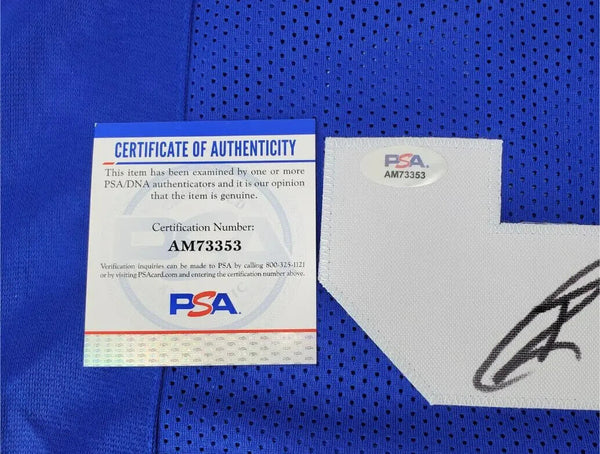 CERTIFICATE OF AUTHENTICITY
This item has been examined by one or more
PSA/DNA authenticators and it is our opinion
that the item is genuine.
Certification Number:
AM73353
Verification inquiries can be made to PSA by calling 800-325-1121
or by visiting PSAcard.com and entering the certification number above.
PSA
PSA
AM73353